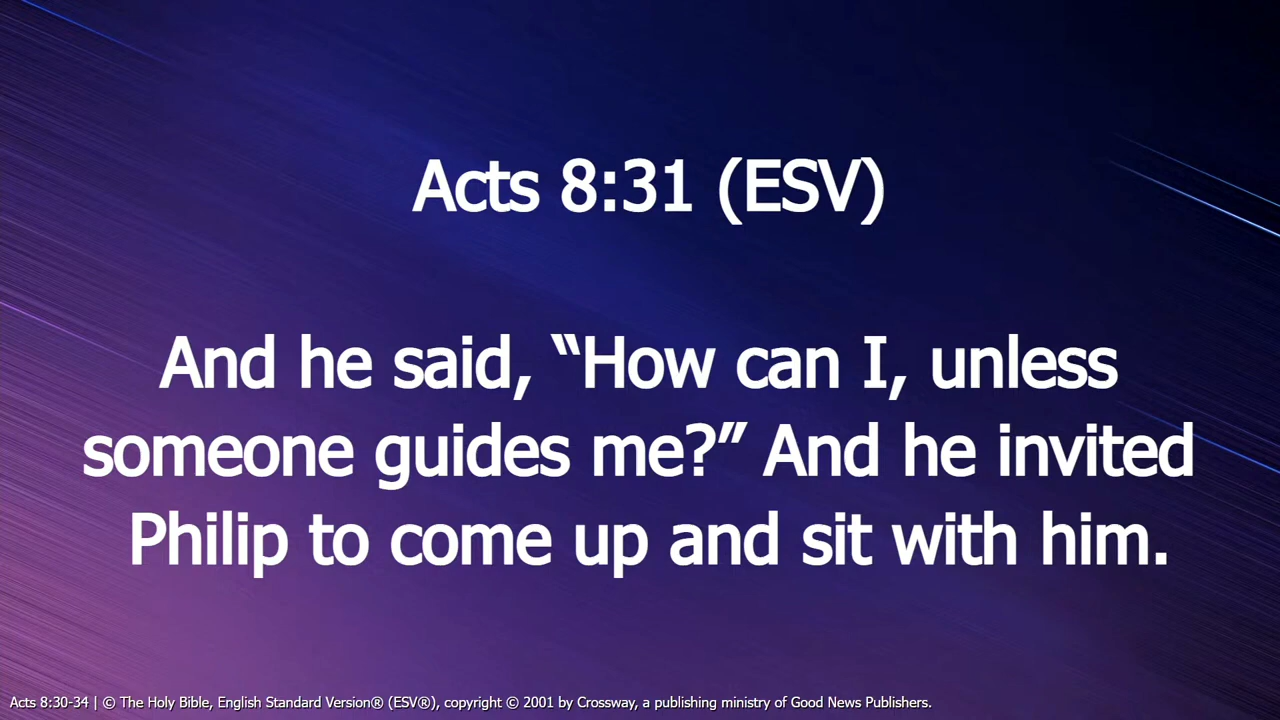 Acts 8:31 (ESV)
And he said, “How can I, unless
someone guides me?” And he invited
Philip to come up and sit with him.
Acts 8:30-34 | © The Holy Bible, English Standard Version® (ESV®), copyright © 2001 by Crossway, a publishing ministry of Good News Publishers.